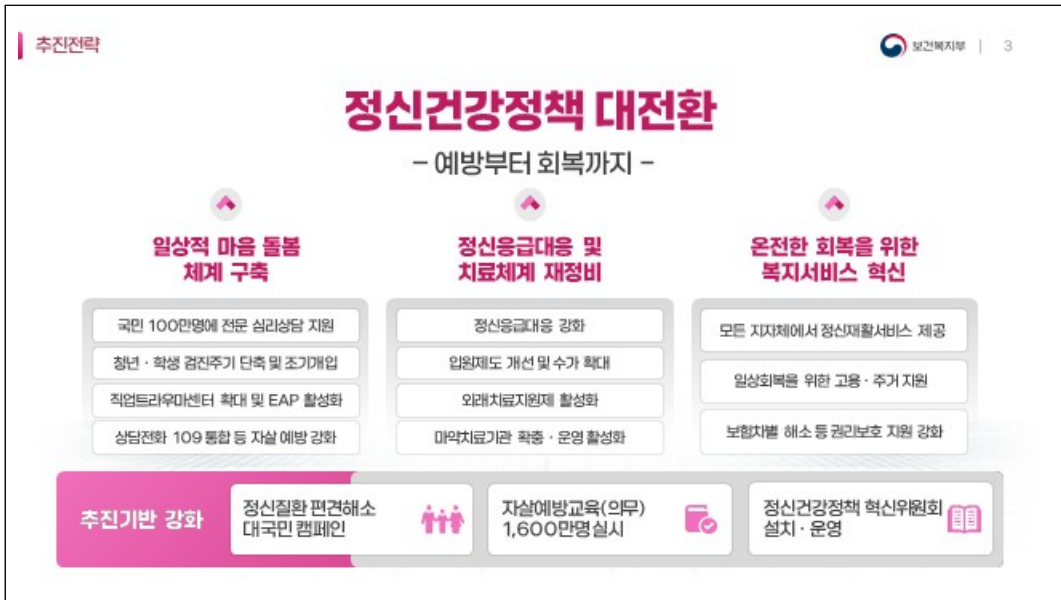 추진전략
보건복지부 | 3
정신건강정책 대전환
– 예방부터 회복까지 –
일상적 마음 돌봄
체계 구축
국민 100만명에 전문 심리상담 지원
청년 · 학생 검진주기 단축 및 조기개입
직업트라우마센터 확대 및 EAP 활성화
상담전화 109 통합 등 자살 예방 강화
정신응급대응 및
치료체계 재정비
정신응급대응 강화
입원제도 개선 및 수가 확대
외래치료지원제 활성화
마약치료기관 확충 · 운영 활성화
온전한 회복을 위한
복지서비스 혁신
모든 지자체에서 정신재활서비스 제공
일상회복을 위한 고용 · 주거 지원
보험차별 해소 등 권리보호 지원 강화
추진기반 강화
정신질환 편견해소
대국민 캠페인
자살예방교육(의무)
1,600만명 실시
정신건강정책 혁신위원회
설치 · 운영